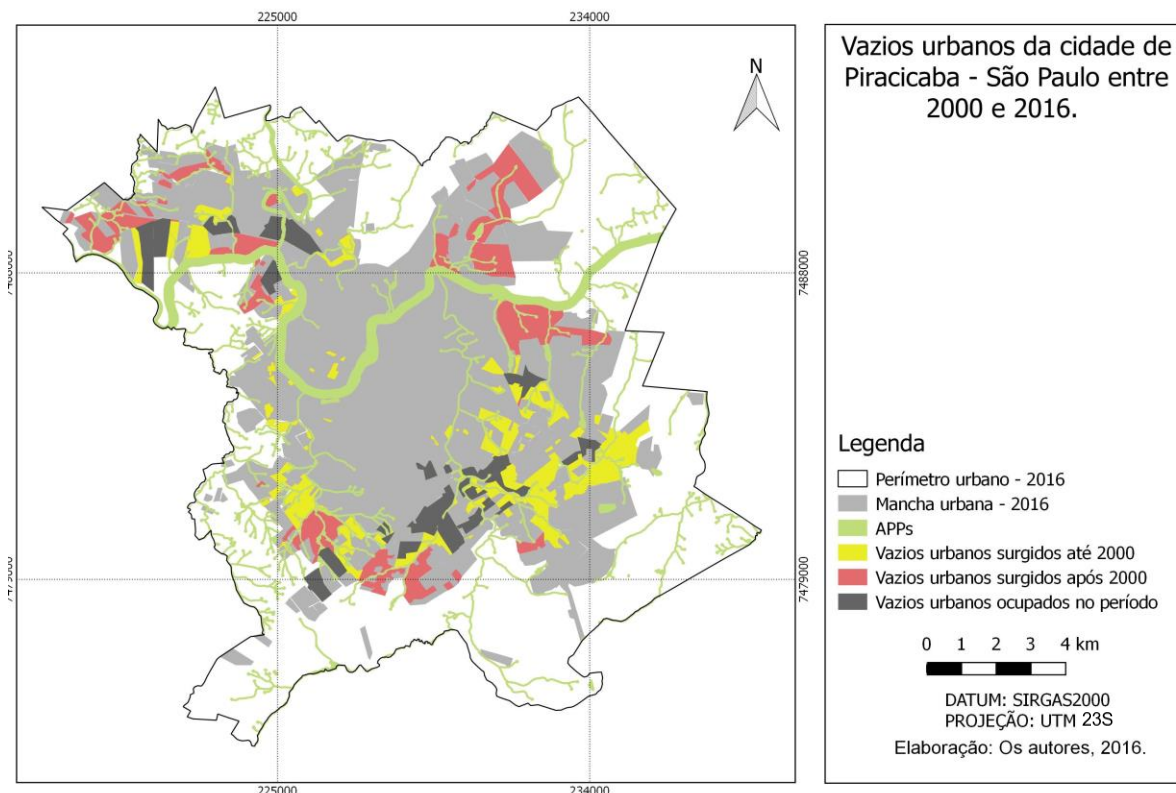 225000
234000
N
7488000
7488000
7479000
7479000
225000
234000
Vazios urbanos da cidade de
Piracicaba - São Paulo entre
2000 e 2016.
Legenda
Perímetro urbano - 2016
Mancha urbana - 2016
APPs
Vazios urbanos surgidos até 2000
Vazios urbanos surgidos após 2000
Vazios urbanos ocupados no período
0 1 2 3 4 km
DATUM: SIRGAS2000
PROJEÇÃO: UTM 23S
Elaboração: Os autores, 2016.